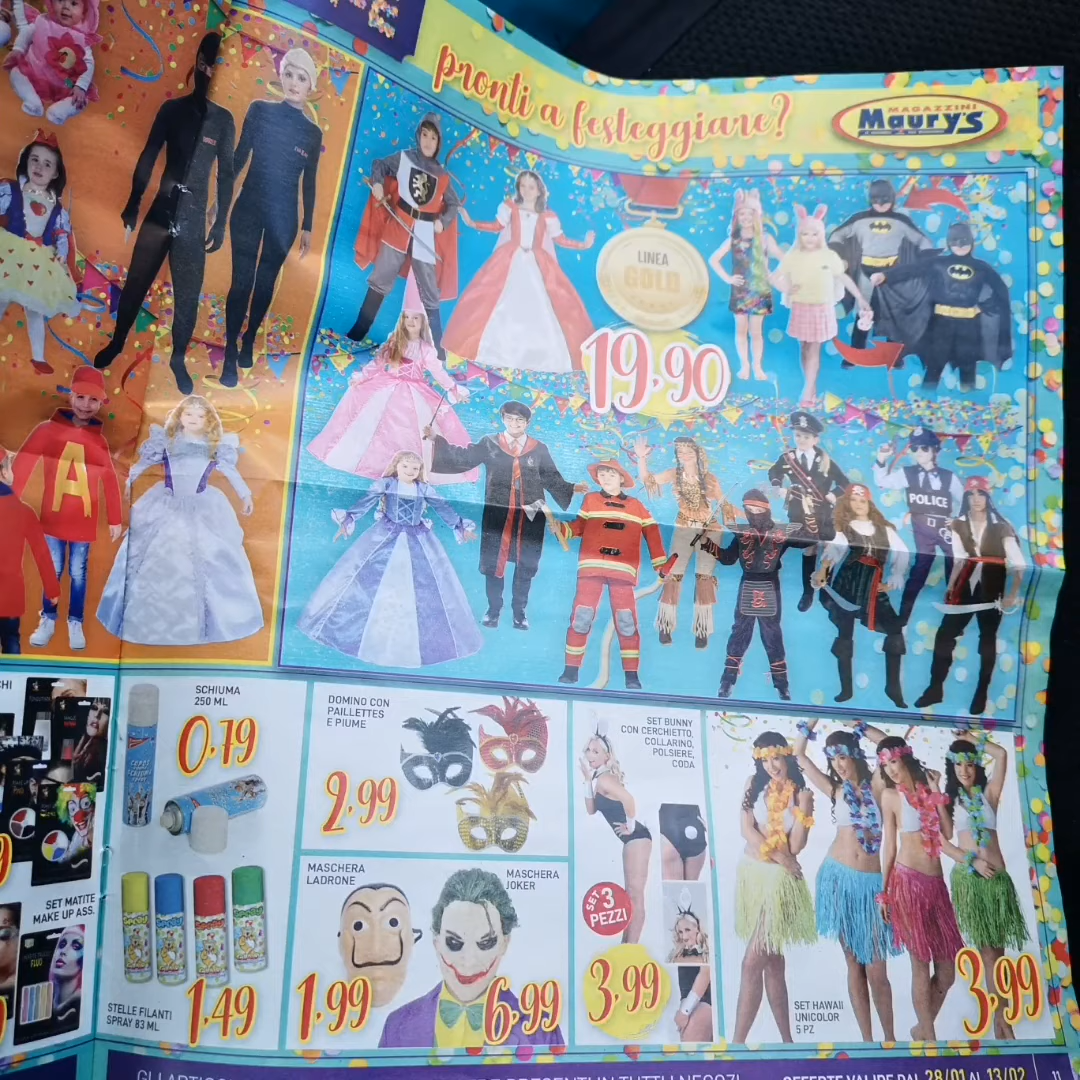 pronti a festeggiare?
MAGAZZINI
Maury's
LINEA
GOLD
19,90
A
POLICE
SCHIUMA
250 ML
0,79
STELLE FILANTI
SPRAY 83 ML
1,49
SET MATITE
MAKE UP ASS.
DOMINO CON
PAILLETTES
E PIUME
2,99
MASCHERA
LADRONE
1,99
MASCHERA
JOKER
6,99
SET BUNNY
CON CERCHIETTO,
COLLARINO,
POLSIERE,
CODA
SET 3
PEZZI
3,99
SET HAWAII
UNICOLOR
5 PZ
3,99
OFFERTE VALIDE DAL 28/01 AL 13/02
11